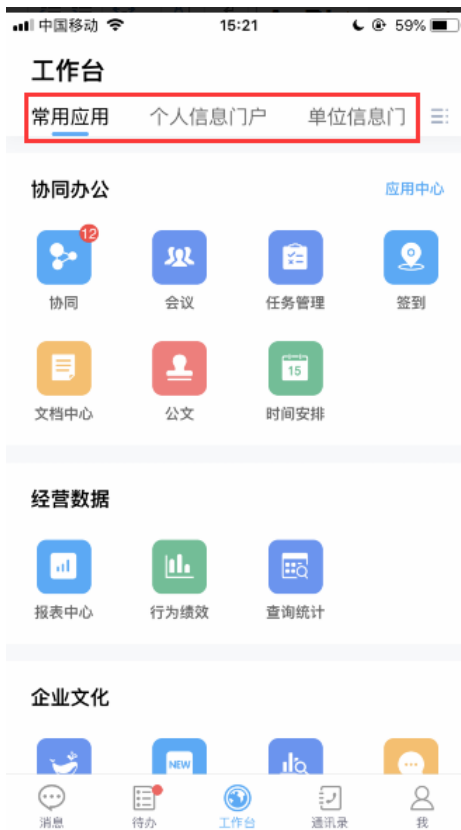 中国移动 15:21 59%
工作台
常用应用 个人信息门户 单位信息门
协同办公 应用中心
12
协同 会议 任务管理 签到
15
文档中心 公文 时间安排
经营数据
报表中心 行为绩效 查询统计
企业文化
NEW
消息 待办 工作台 通讯录 我